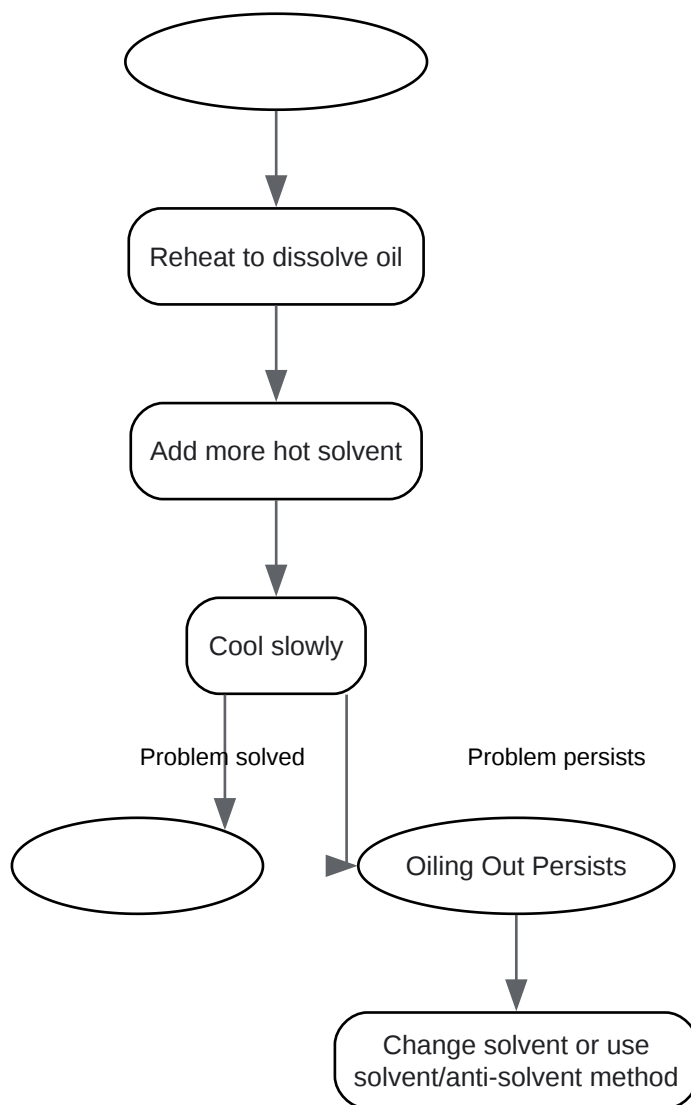 Reheat to dissolve oil
Add more hot solvent
Cool slowly
Problem solved
Problem persists
Oiling Out Persists
Change solvent or use
solvent/anti-solvent method